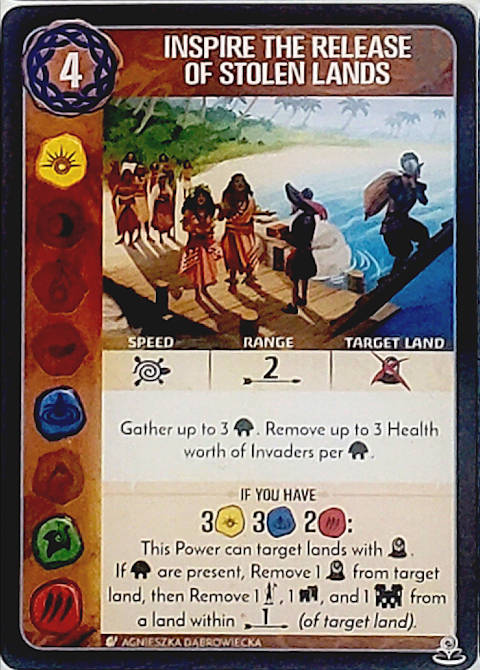 4
INSPIRE THE RELEASE
OF STOLEN LANDS
SPEED RANGE TARGET LAND
2
Gather up to 3 . Remove up to 3 Health
worth of Invaders per .
IF YOU HAVE
3 3 2 :
This Power can target lands with .
If are present, Remove 1 from target
land, then Remove 1 , 1 , and 1 from
a land within 1 (of target land).
AGNIESZKA DĄBROWIECKA